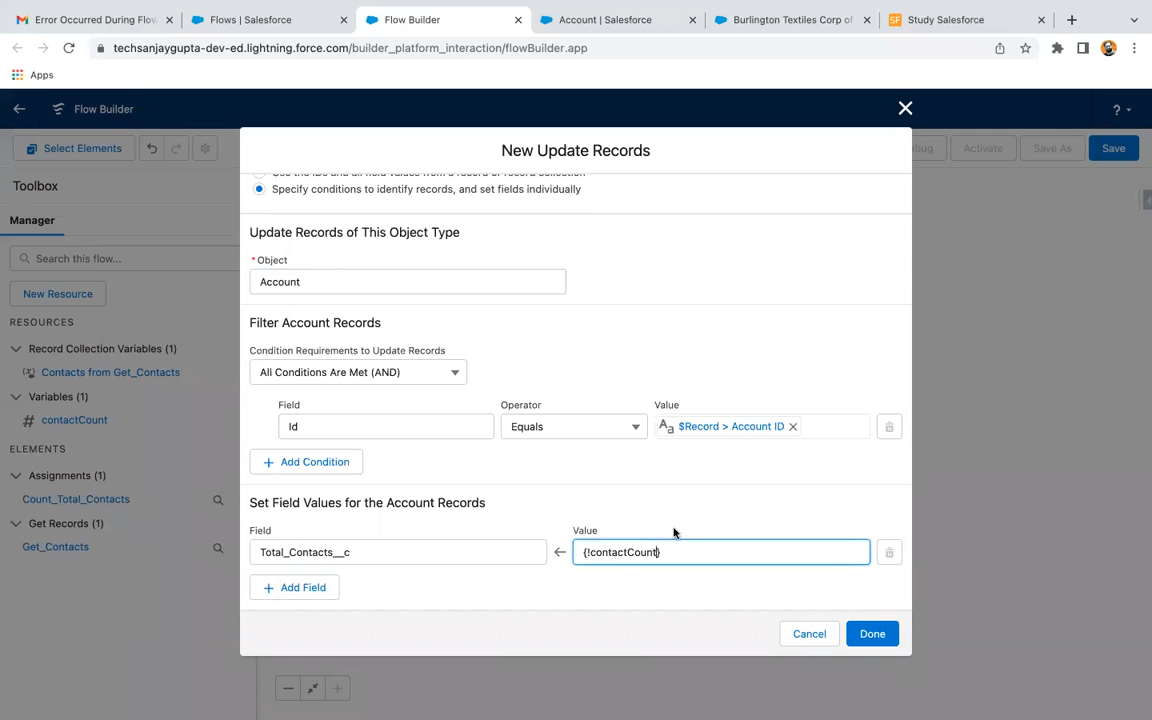 Error Occurred During Flow
Flows | Salesforce
Flow Builder
Account | Salesforce
Burlington Textiles Corp of
SF Study Salesforce
techsanjaygupta-dev-ed.lightning.force.com/builder_platform_interaction/flowBuilder.app
Apps
Flow Builder
?
Select Elements
New Update Records
Activate
Save As
Save
Toolbox
Specify conditions to identify records, and set fields individually
Manager
Update Records of This Object Type
Search this flow...
* Object
Account
New Resource
RESOURCES
Filter Account Records
Record Collection Variables (1)
Condition Requirements to Update Records
Contacts from Get_Contacts
All Conditions Are Met (AND)
Variables (1)
Field
Operator
Value
# contactCount
Id
Equals
Aa $Record > Account ID
ELEMENTS
Add Condition
Assignments (1)
Count_Total_Contacts
Set Field Values for the Account Records
Get Records (1)
Field
Value
Get_Contacts
Total_Contacts__c
{!contactCount}
Add Field
Cancel
Done